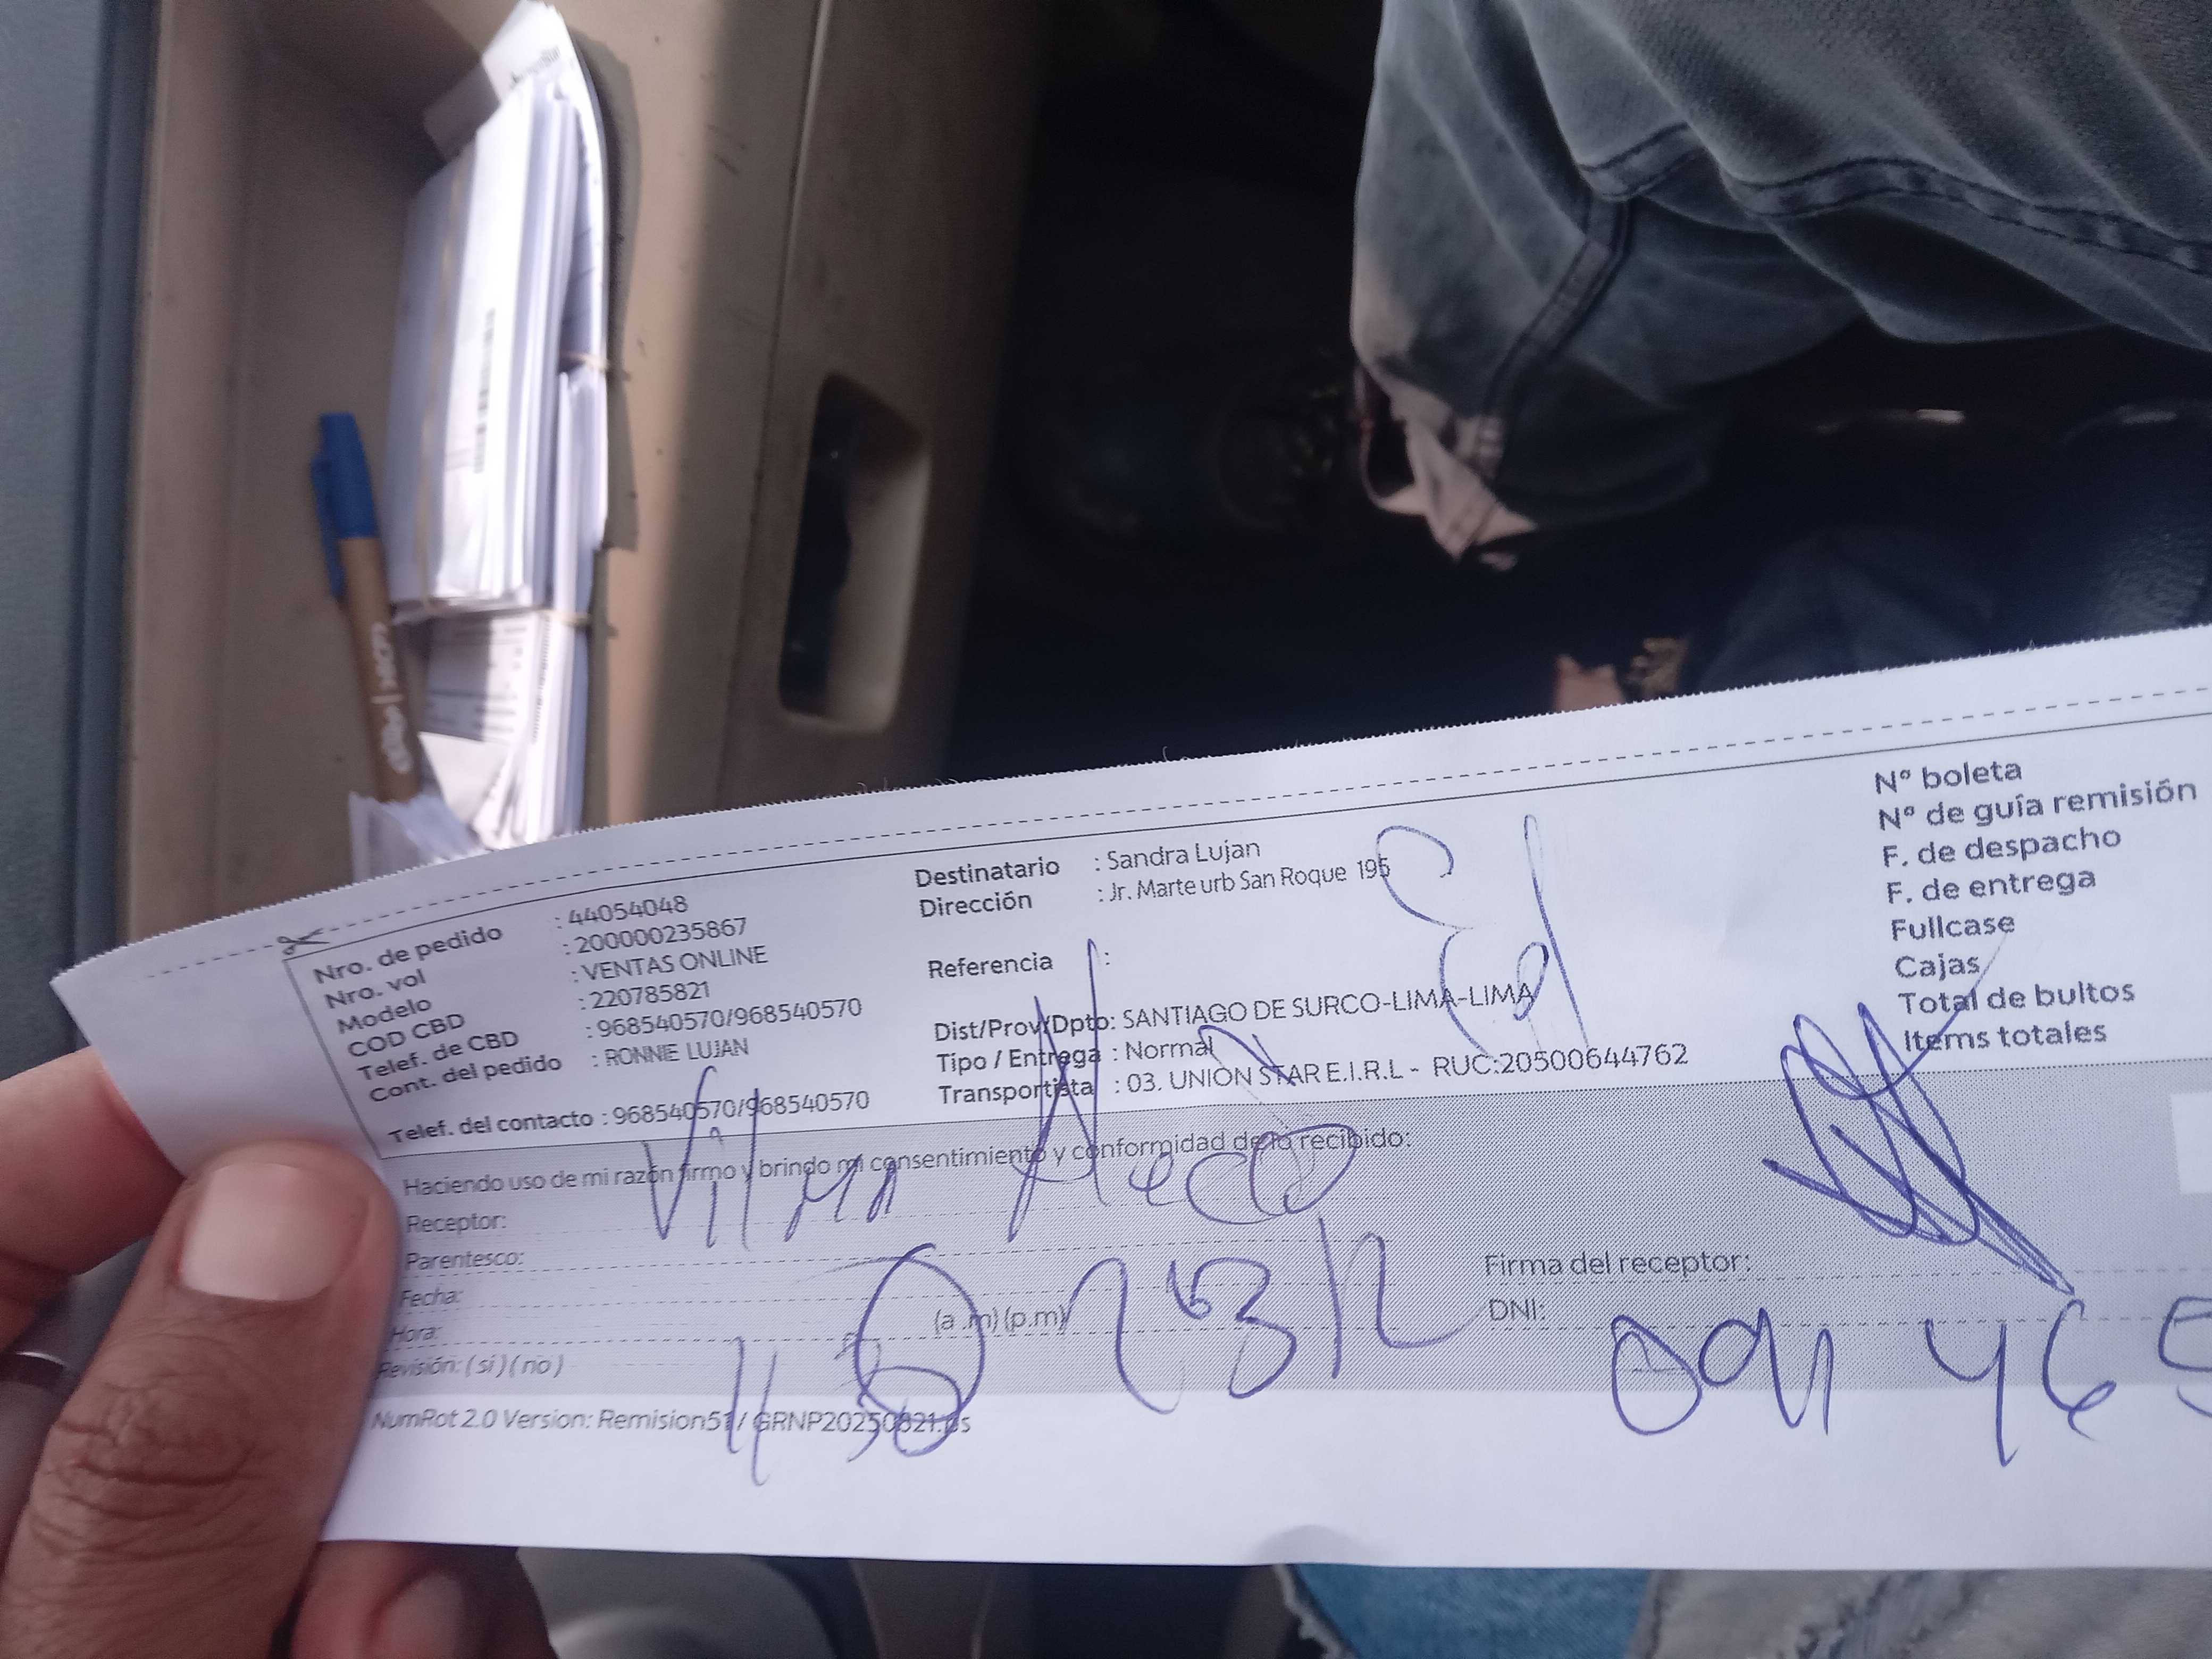 Nro. de pedido : 44054048
Nro. vol : 200000235867
Modelo : VENTAS ONLINE
COD CBD : 220785821
Telef. de CBD : 968540570/968540570
Cont. del pedido : RONNIE LUJAN
Telef. del contacto : 968540570/968540570
Destinatario : Sandra Lujan
Dirección : Jr. Marte urb San Roque 195
Referencia :
Dist/Prov/Dpto: SANTIAGO DE SURCO-LIMA-LIMA
Tipo / Entrega : Normal
Transportista : 03. UNION STAR E.I.R.L - RUC:20500644762
N° boleta
N° de guía remisión
F. de despacho
F. de entrega
Fullcase
Cajas
Total de bultos
Items totales
Haciendo uso de mi razón firmo y brindo mi consentimiento y conformidad de lo recibido:
Receptor:
Parentesco:
Fecha:
Hora: (a .m) (p.m)
Revisión: ( si ) ( no )
Firma del receptor:
DNI: 091 46
NumRot 2.0 Version: Remision51 / GRNP20250821.ps